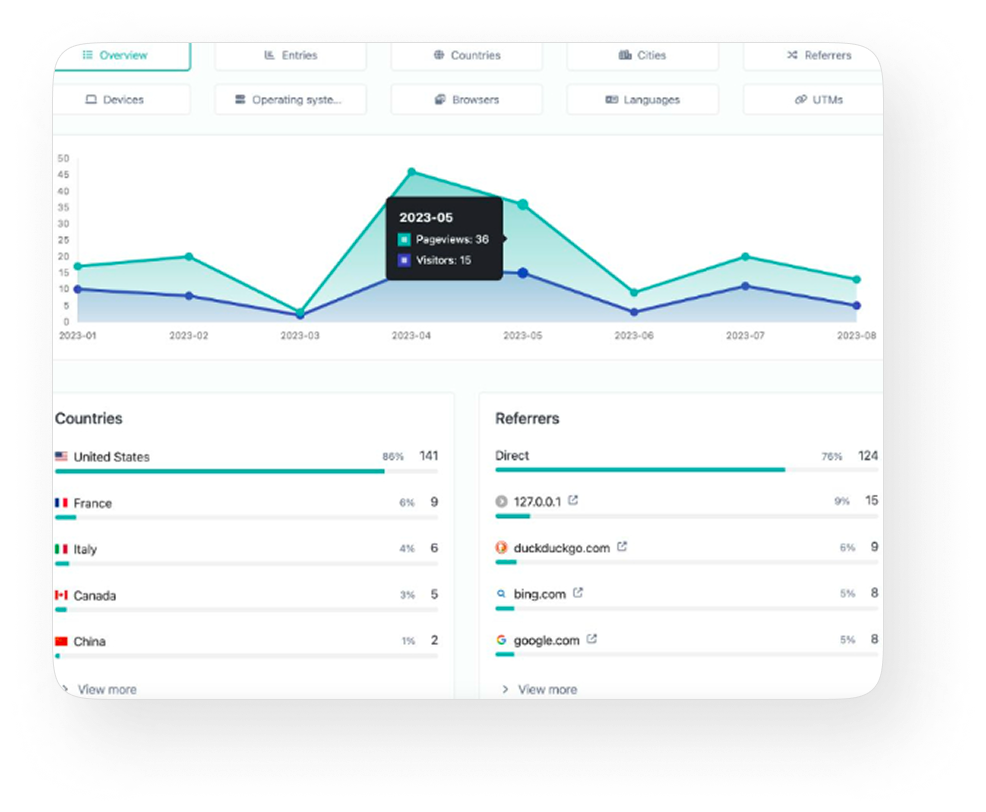 Overview Entries Countries Cities Referrers
Devices Operating syste... Browsers Languages UTMs
50
45
40
35
30
25
20
15
10
5
0
2023-05
Pageviews: 36
Visitors: 15
2023-01 2023-02 2023-03 2023-04 2023-05 2023-06 2023-07 2023-08
Countries
United States 86% 141
France 6% 9
Italy 4% 6
Canada 3% 5
China 1% 2
View more
Referrers
Direct 76% 124
127.0.0.1 9% 15
duckduckgo.com 6% 9
bing.com 5% 8
google.com 5% 8
View more